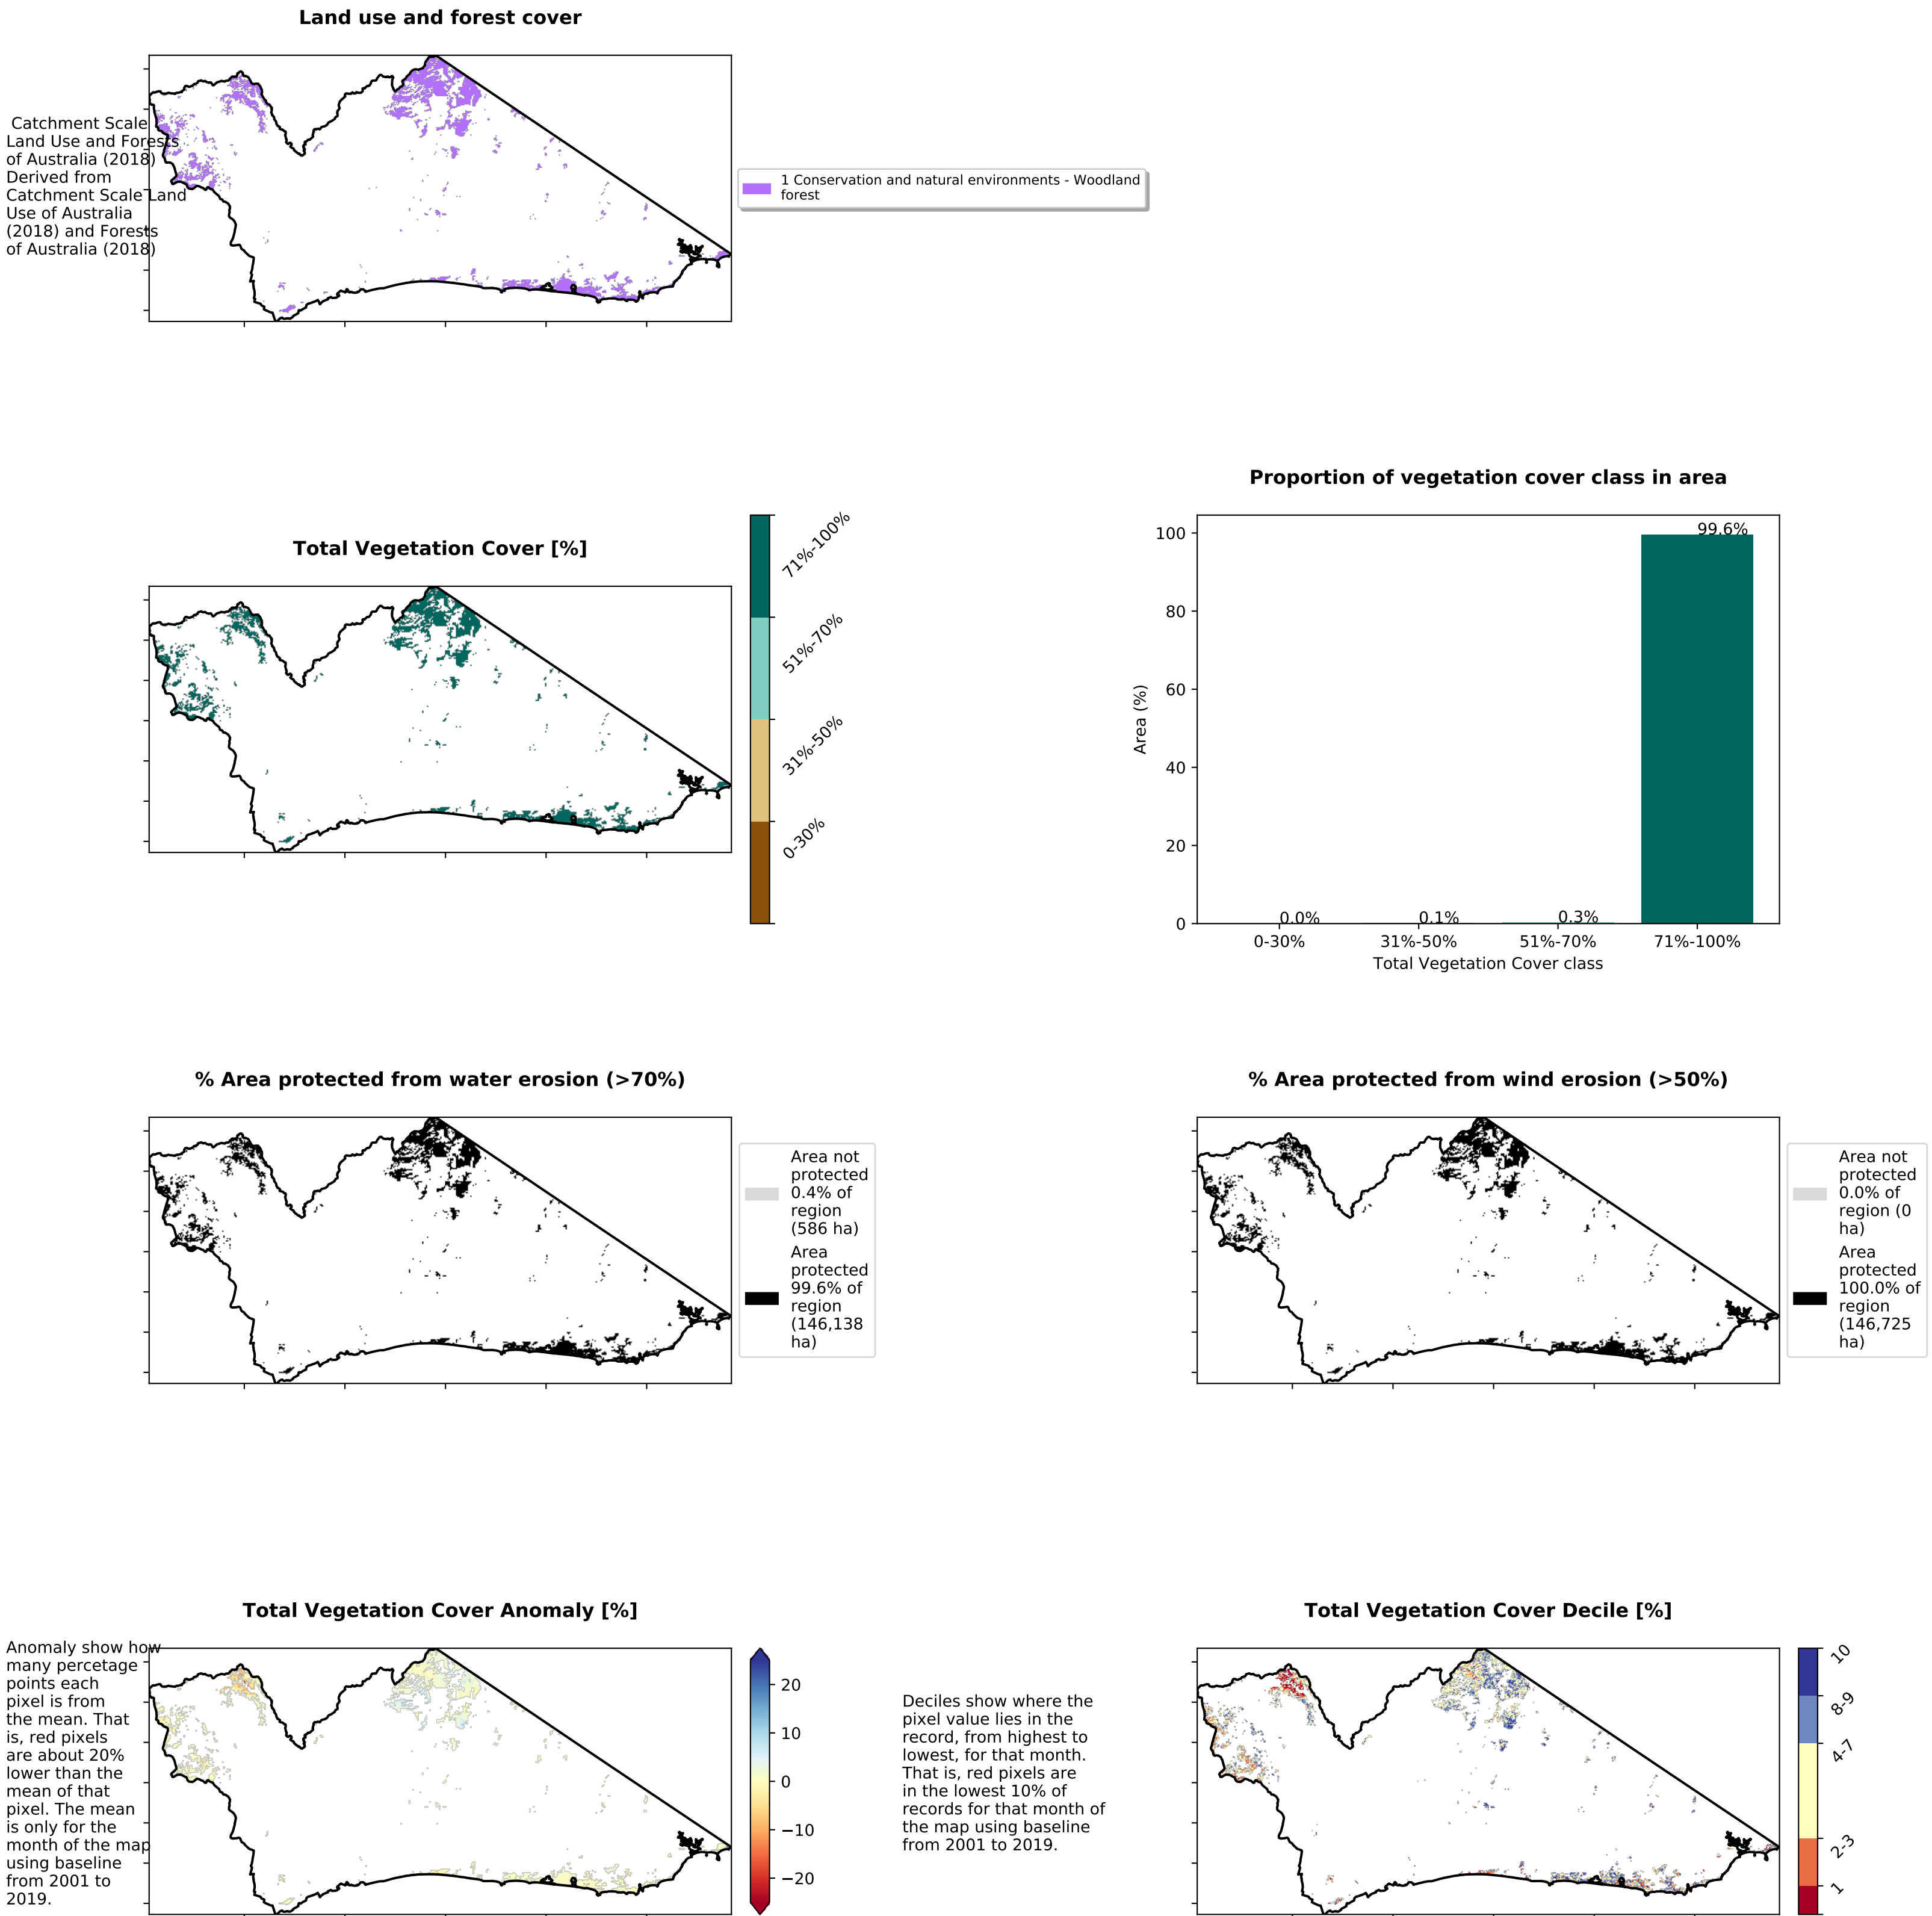 Land use and forest cover
Catchment Scale
Land Use and Forests
of Australia (2018)
Derived from
Catchment Scale Land
Use of Australia
(2018) and Forests
of Australia (2018)
1 Conservation and natural environments - Woodland
forest
Total Vegetation Cover [%]
71%-100%
51%-70%
31%-50%
0-30%
Proportion of vegetation cover class in area
Area (%)
100
80
60
40
20
0
0.0%
0.1%
0.3%
99.6%
0-30%
31%-50%
51%-70%
71%-100%
Total Vegetation Cover class
% Area protected from water erosion (>70%)
Area not
protected
0.4% of
region
(586 ha)
Area
protected
99.6% of
region
(146,138
ha)
% Area protected from wind erosion (>50%)
Area not
protected
0.0% of
region (0
ha)
Area
protected
100.0% of
region
(146,725
ha)
Total Vegetation Cover Anomaly [%]
Anomaly show how
many percetage
points each
pixel is from
the mean. That
is, red pixels
are about 20%
lower than the
mean of that
pixel. The mean
is only for the
month of the map
using baseline
from 2001 to
2019.
20
10
0
−10
−20
Total Vegetation Cover Decile [%]
Deciles show where the
pixel value lies in the
record, from highest to
lowest, for that month.
That is, red pixels are
in the lowest 10% of
records for that month of
the map using baseline
from 2001 to 2019.
10
8-9
4-7
2-3
1